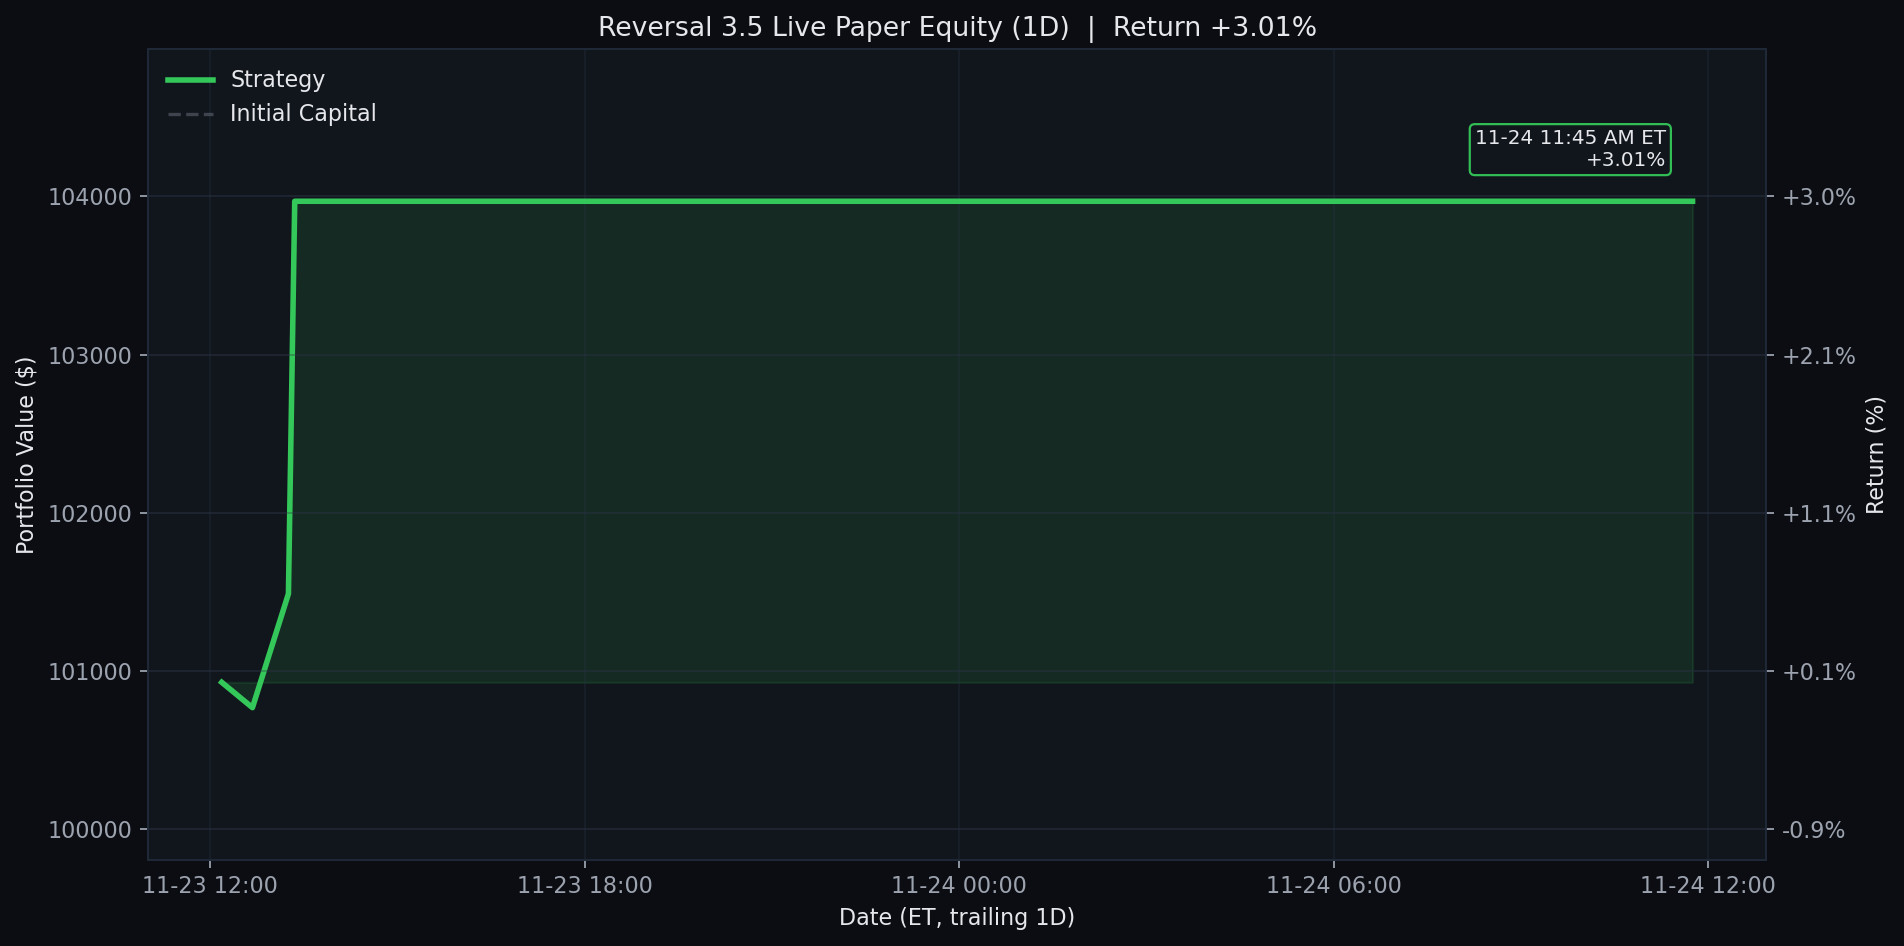 Reversal 3.5 Live Paper Equity (1D) | Return +3.01%
Strategy
Initial Capital
11-24 11:45 AM ET
+3.01%
Portfolio Value ($)
104000
103000
102000
101000
100000
+3.0%
+2.1%
+1.1%
+0.1%
-0.9%
Return (%)
11-23 12:00
11-23 18:00
11-24 00:00
11-24 06:00
11-24 12:00
Date (ET, trailing 1D)